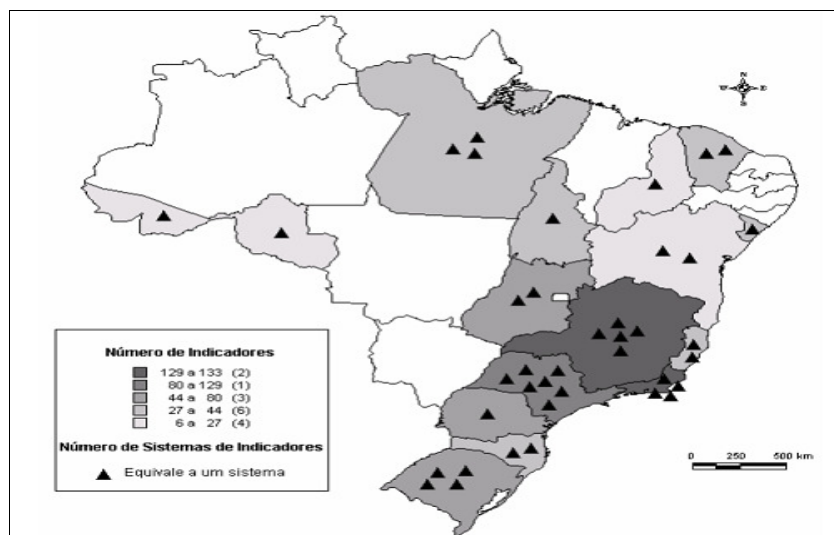 N
W D
S
Número de Indicadores
129 a 133 (2)
80 a 129 (1)
44 a 80 (3)
27 a 44 (6)
6 a 27 (4)
Número de Sistemas de Indicadores
Equivale a um sistema
0 250 500 km